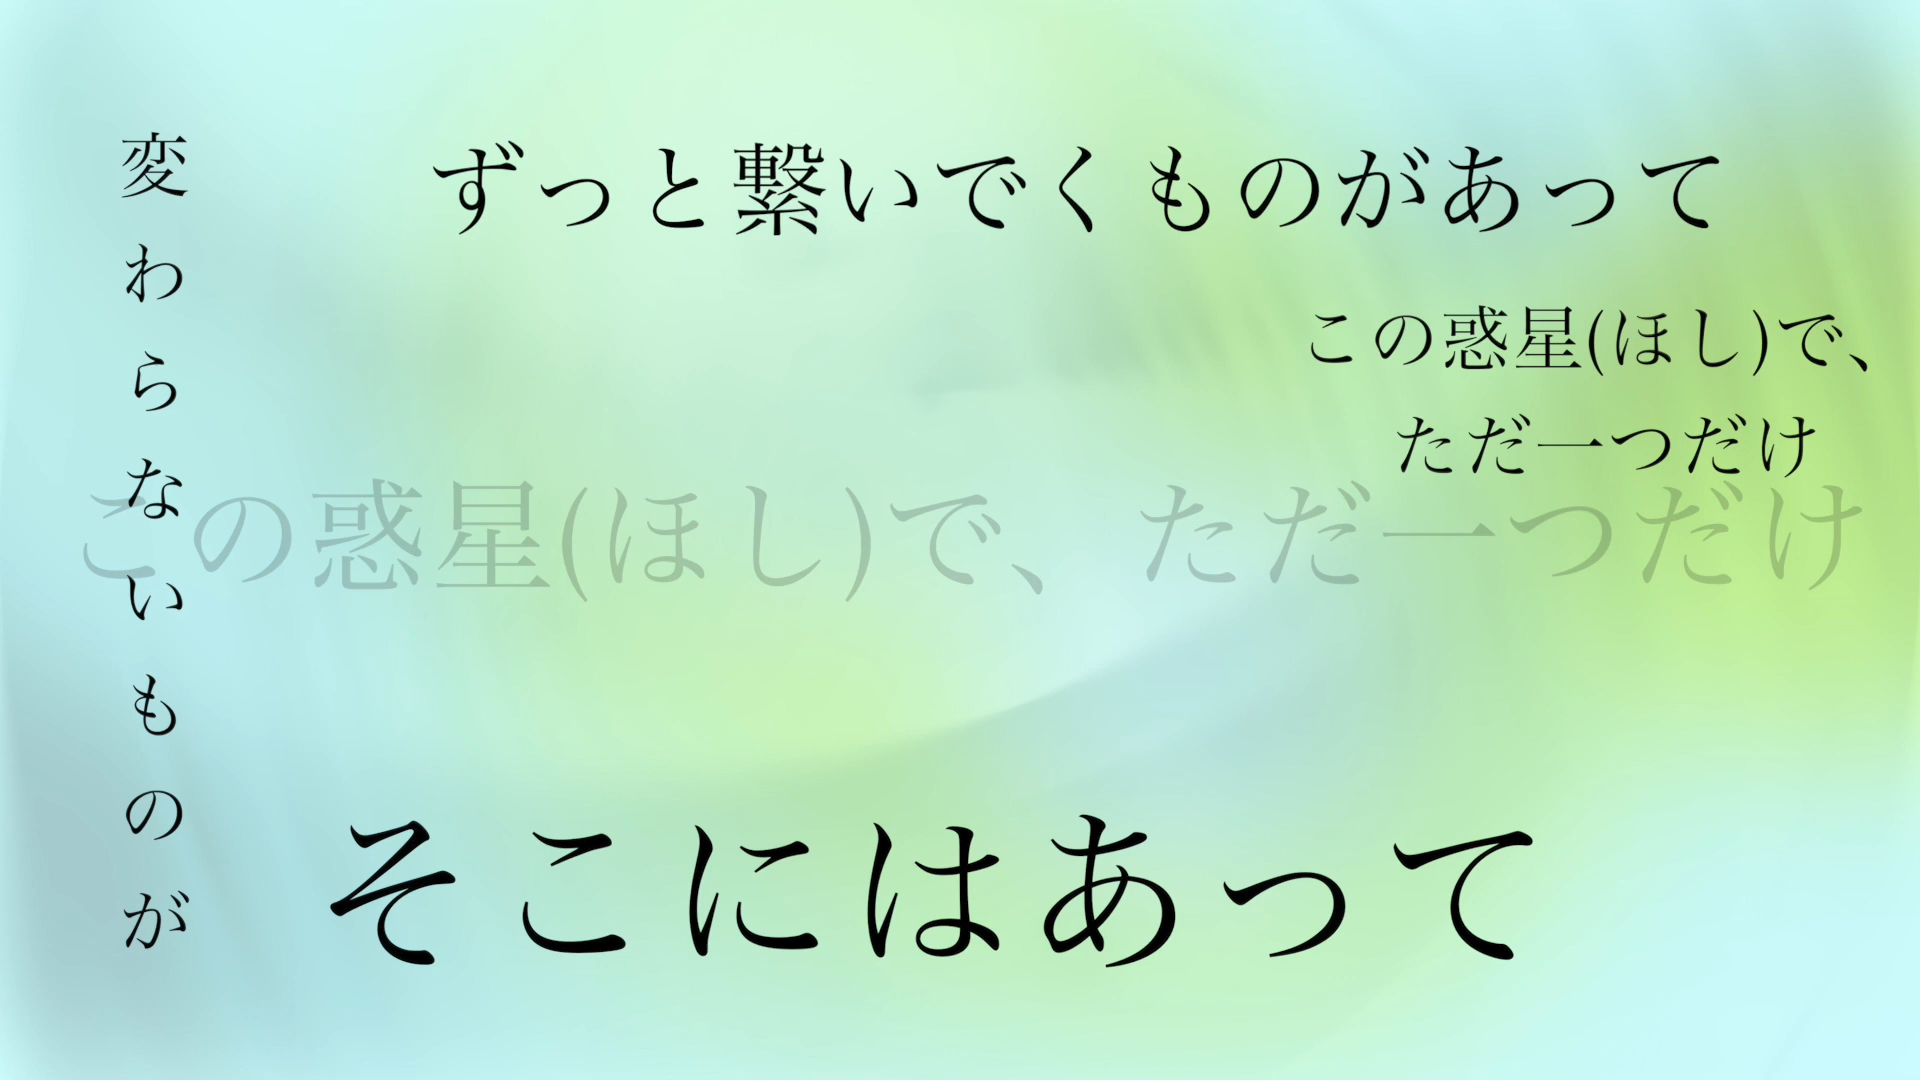 変わらないものが
ずっと繋いでくものがあって
この惑星(ほし)で、
ただ一つだけ
この惑星(ほし)で、ただ一つだけ
そこにはあって